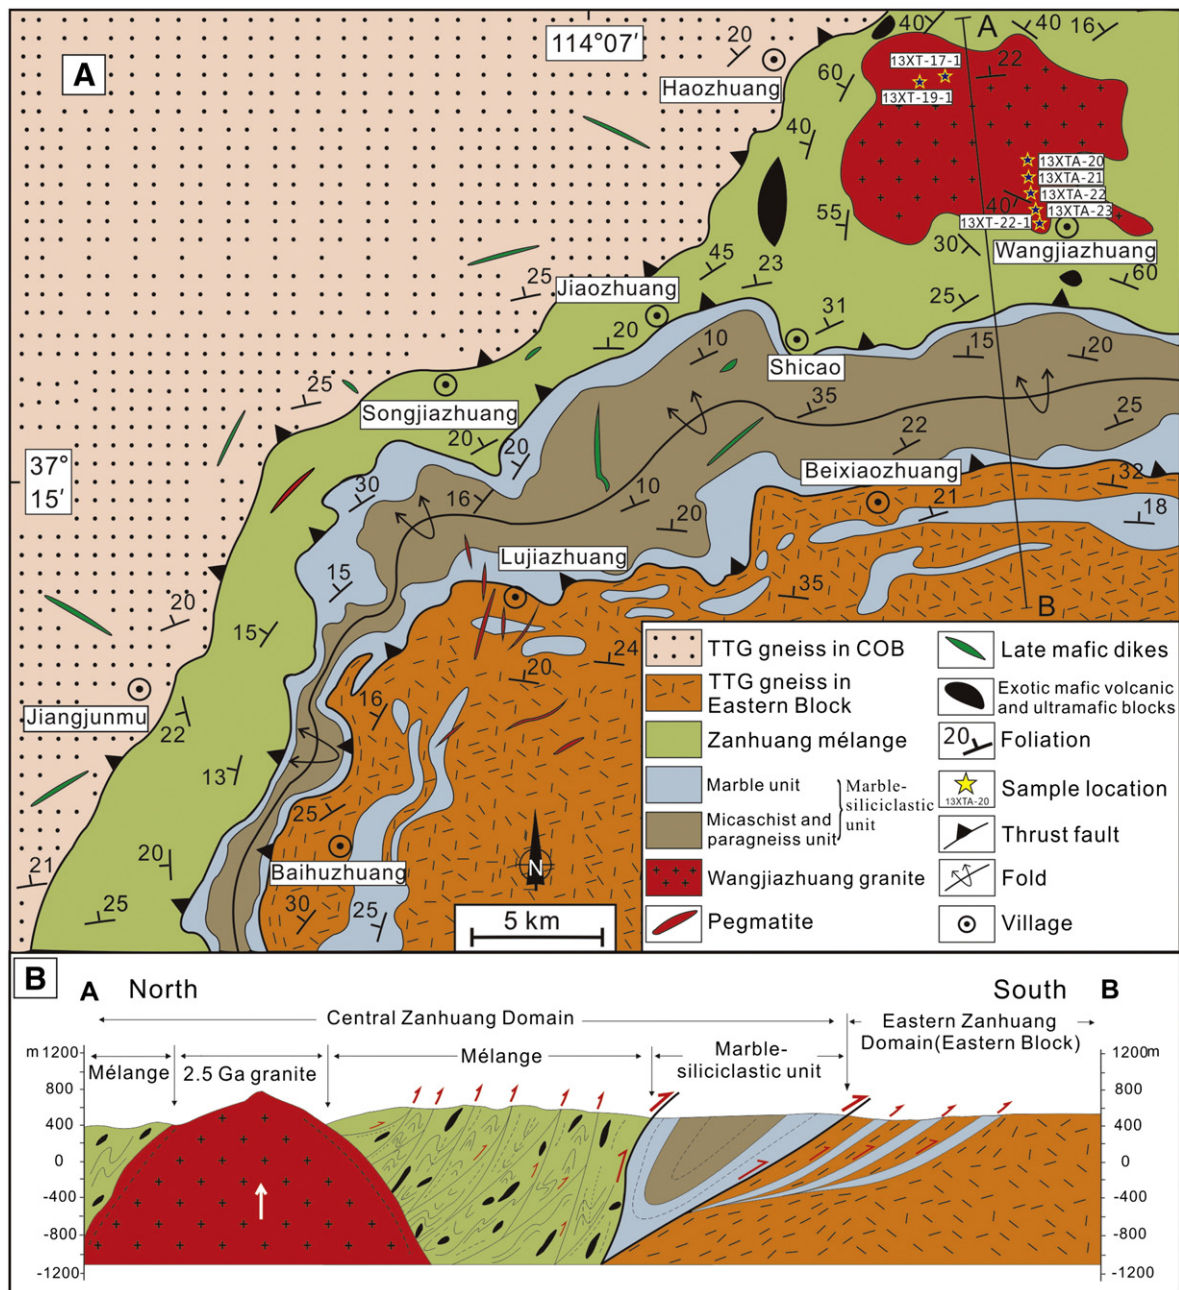 A
114°07′
37°
15′
Haozhuang
20
60
40
55
40
A
40
16
22
13XT-17-1
13XT-19-1
13XTA-20
13XTA-21
13XTA-22
13XTA-23
13XT-22-1
40
30
Wangjiazhuang
60
25
45
23
25
Jiaozhuang
31
20
Shicao
10
15
20
25
Songjiazhuang
35
25
20
20
22
Beixiaozhuang
32
30
16
10
20
21
18
Lujiazhuang
15
35
B
20
15
24
20
Jiangjunmu
22
16
13
25
20
21
25
Baihuzhuang
30
25
N
5 km
TTG gneiss in COB
TTG gneiss in
Eastern Block
Zanhuang mélange
Marble unit
Micaschist and
paragneiss unit
Marble-
siliciclastic
unit
Wangjiazhuang granite
Pegmatite
Late mafic dikes
Exotic mafic volcanic
and ultramafic blocks
20
Foliation
13XTA-20
Sample location
Thrust fault
Fold
Village
B
A North
South B
Central Zanhuang Domain
Eastern Zanhuang
Domain(Eastern Block)
Mélange
2.5 Ga granite
Mélange
Marble-
siliciclastic unit
m 1200
800
400
0
-400
-800
-1200
1200m
800
400
0
-400
-800
-1200